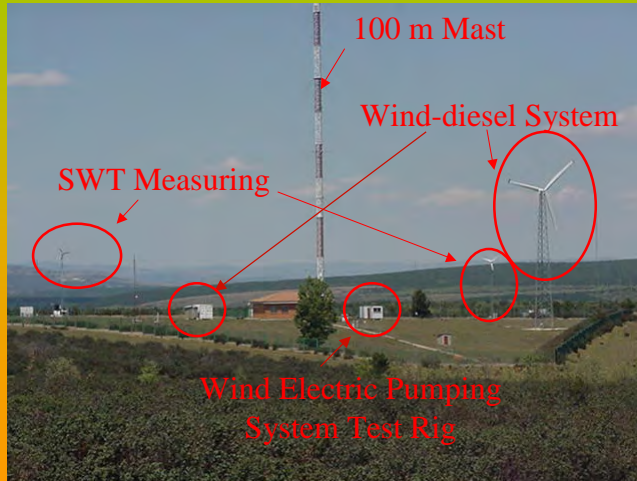 100 m Mast
Wind-diesel System
SWT Measuring
Wind Electric Pumping
System Test Rig